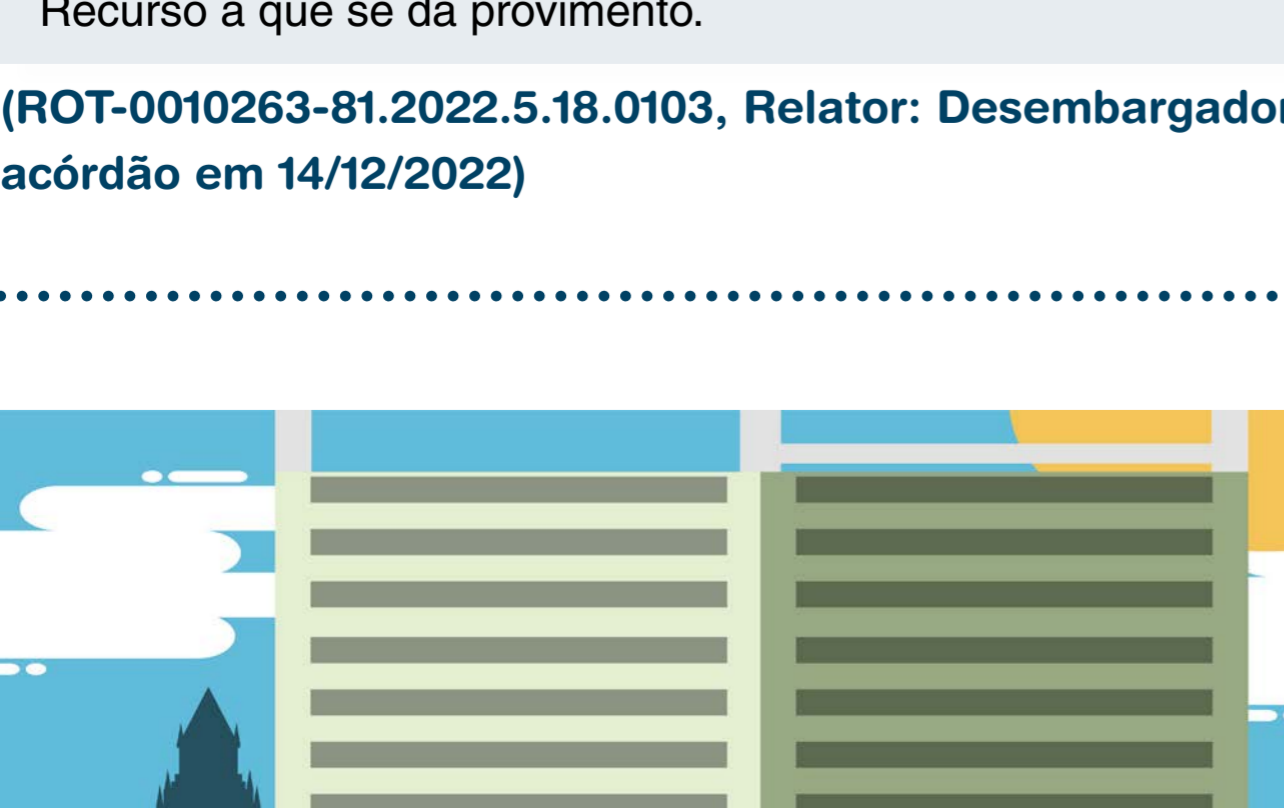 Recurso a que se dá provimento.
(ROT-0010263-81.2022.5.18.0103, Relator: Desembargador
acórdão em 14/12/2022)